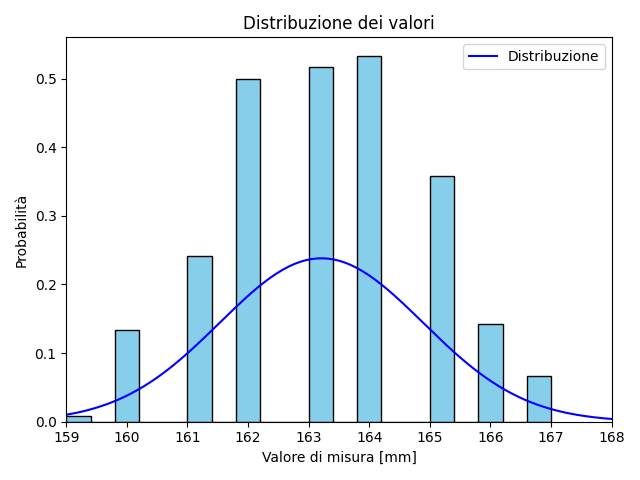 Distribuzione dei valori
Distribuzione
Probabilità
0.5
0.4
0.3
0.2
0.1
0.0
159 160 161 162 163 164 165 166 167 168
Valore di misura [mm]